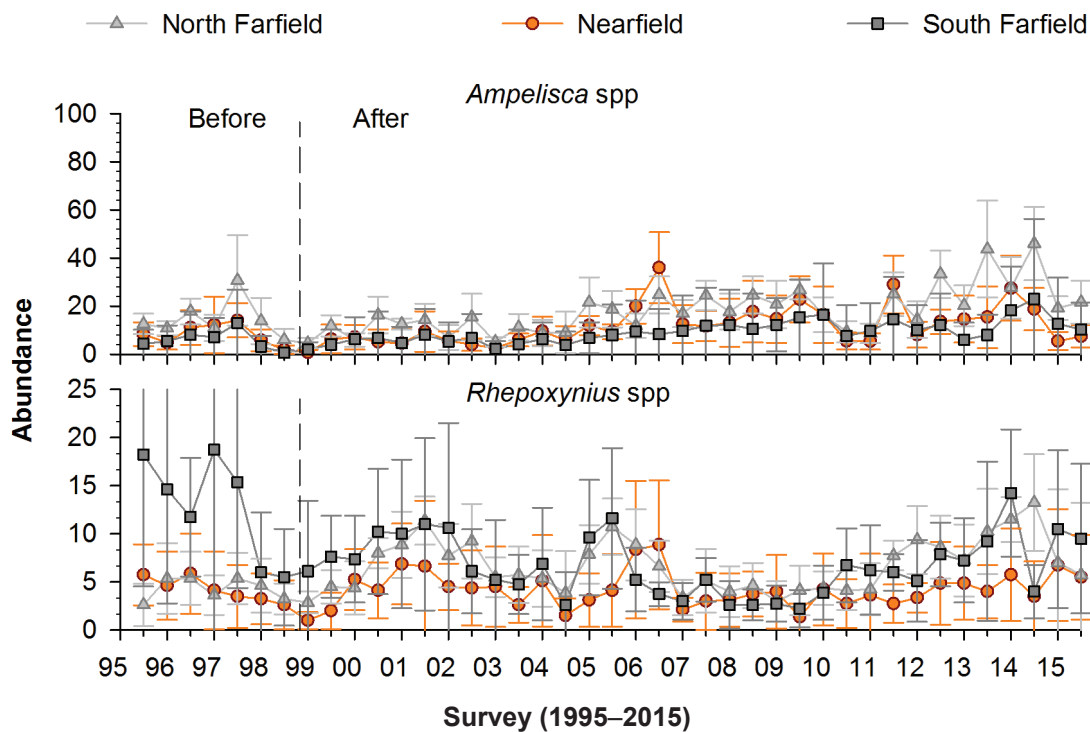 North Farfield Nearfield South Farfield
Ampelisca spp
Before After
100
80
60
40
20
0
Rhepoxynius spp
25
20
15
10
5
0
Abundance
95 96 97 98 99 00 01 02 03 04 05 06 07 08 09 10 11 12 13 14 15
Survey (1995–2015)